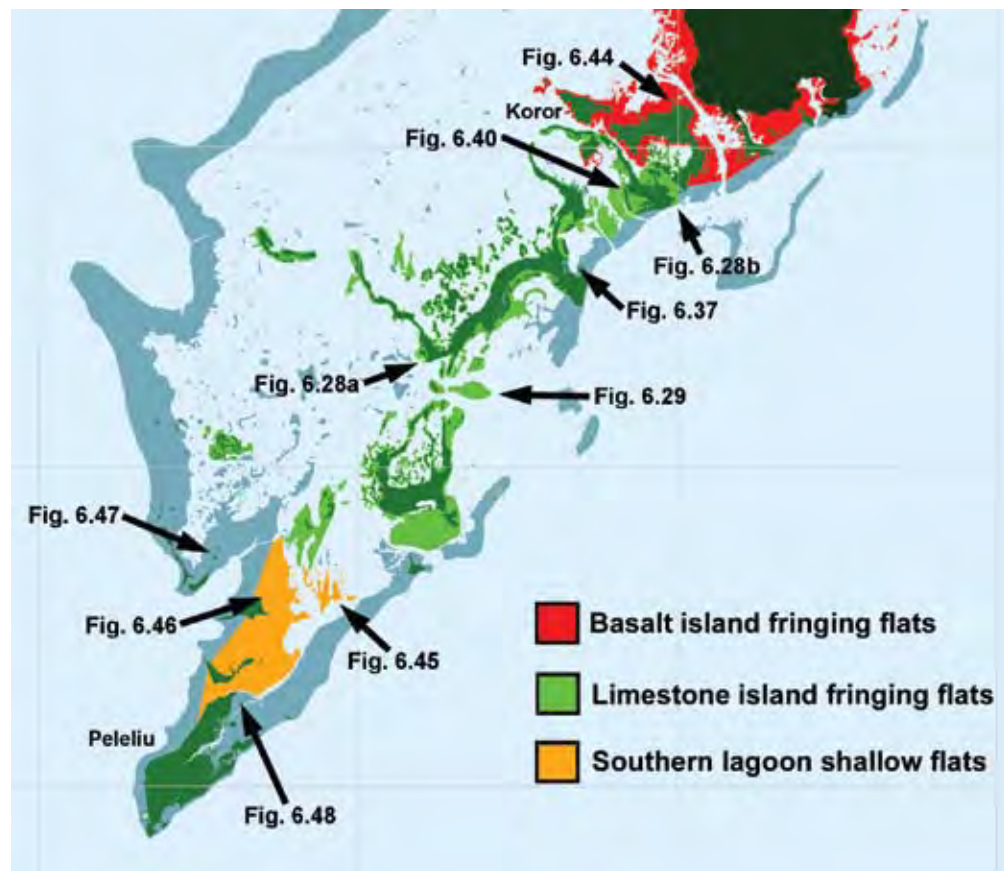 Fig. 6.44
Koror
Fig. 6.40
Fig. 6.28b
Fig. 6.37
Fig. 6.28a
Fig. 6.29
Fig. 6.47
Fig. 6.46
Fig. 6.45
Basalt island fringing flats
Limestone island fringing flats
Southern lagoon shallow flats
Peleliu
Fig. 6.48